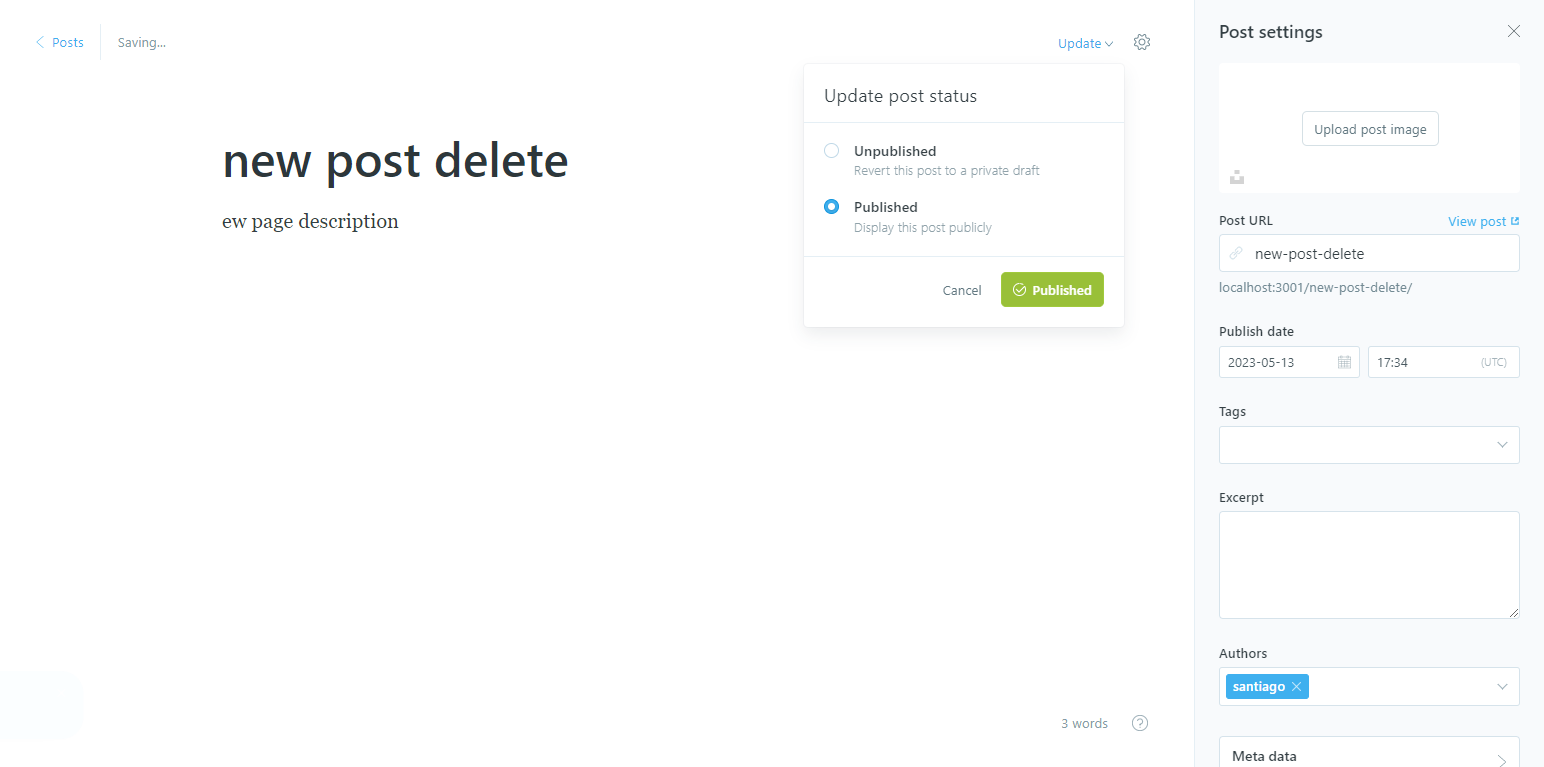 Posts
Saving...
Update
new post delete
ew page description
Update post status
Unpublished
Revert this post to a private draft
Published
Display this post publicly
Cancel
Published
3 words
?
Post settings
Upload post image
Post URL
View post
new-post-delete
localhost:3001/new-post-delete/
Publish date
2023-05-13
17:34
(UTC)
Tags
Excerpt
Authors
santiago
Meta data